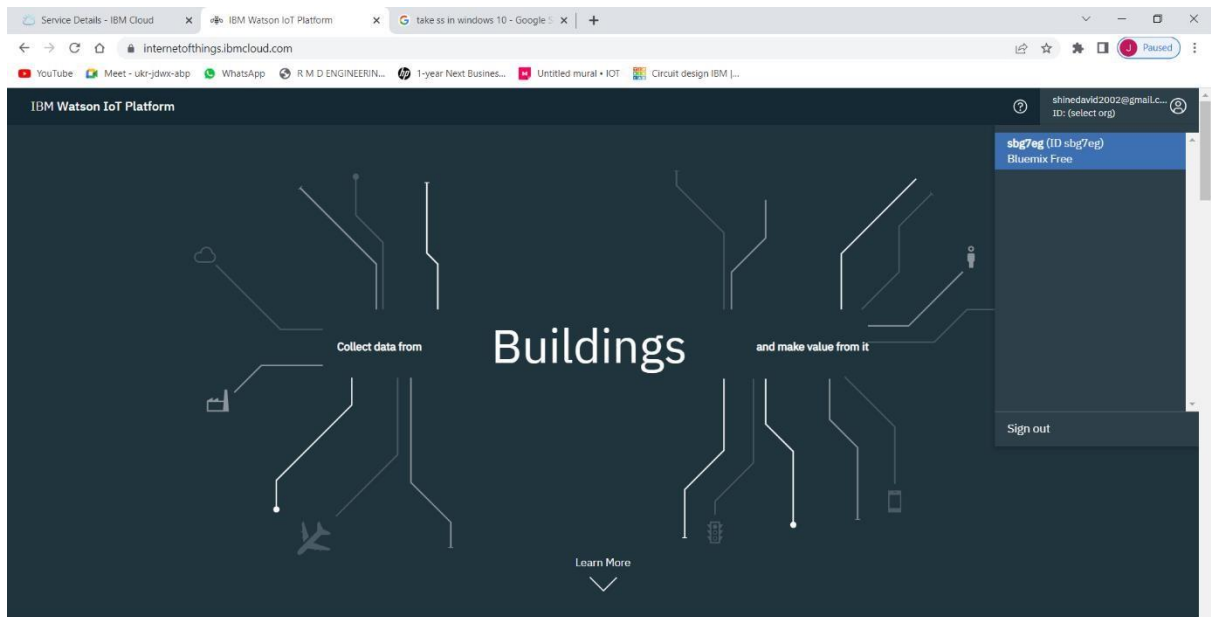 Service Details - IBM Cloud
IBM Watson IoT Platform
take ss in windows 10 - Google S
internetofthings.ibmcloud.com
J Paused
YouTube
Meet - ukr-jdwx-abp
WhatsApp
R M D ENGINEERIN...
1-year Next Busines...
Untitled mural • IOT
Circuit design IBM |...
IBM Watson IoT Platform
shinedavid2002@gmail.c...
ID: (select org)
sbg7eg (ID sbg7eg)
Bluemix Free
Collect data from
Buildings
and make value from it
Sign out
Learn More